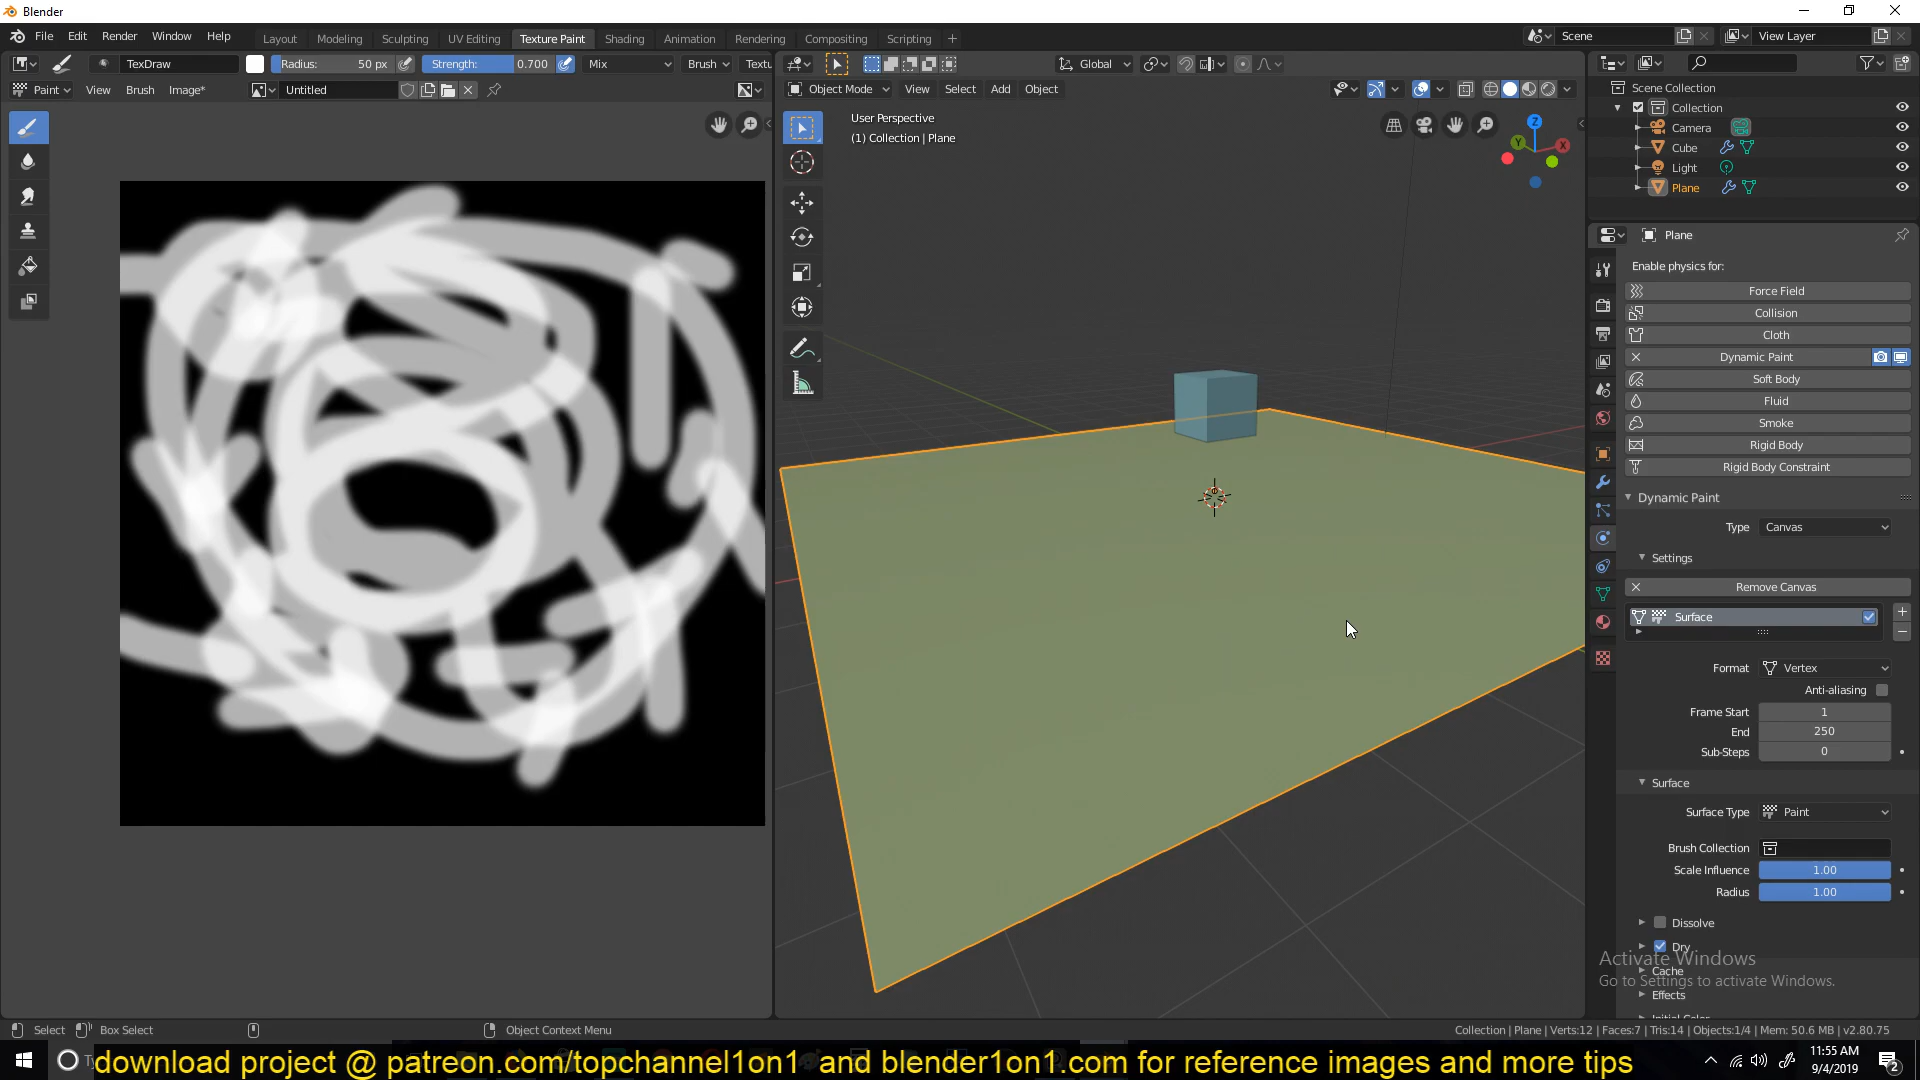 Blender
File Edit Render Window Help
Layout Modeling Sculpting UV Editing Texture Paint Shading Animation Rendering Compositing Scripting +
Scene
View Layer
TexDraw Radius: 50 px Strength: 0.700 Mix Brush Textu
Global
Paint View Brush Image* Untitled
Object Mode View Select Add Object
User Perspective
(1) Collection | Plane
Z
Y
X
Scene Collection
Collection
Camera
Cube
Light
Plane
Plane
Enable physics for:
Force Field
Collision
Cloth
Dynamic Paint
Soft Body
Fluid
Smoke
Rigid Body
Rigid Body Constraint
Dynamic Paint
Type Canvas
Settings
Remove Canvas
Surface
Format Vertex
Anti-aliasing
Frame Start 1
End 250
Sub-Steps 0
Surface
Surface Type Paint
Brush Collection
Scale Influence 1.00
Radius 1.00
Dissolve
Dry
Activate Windows
Cache
Go to Settings to activate Windows.
Effects
Select Box Select Object Context Menu
Collection | Plane | Verts:12 | Faces:7 | Tris:14 | Objects:1/4 | Mem: 50.6 MB | v2.80.75
download project @ patreon.com/topchannel1on1 and blender1on1.com for reference images and more tips
11:55 AM
9/4/2019
2